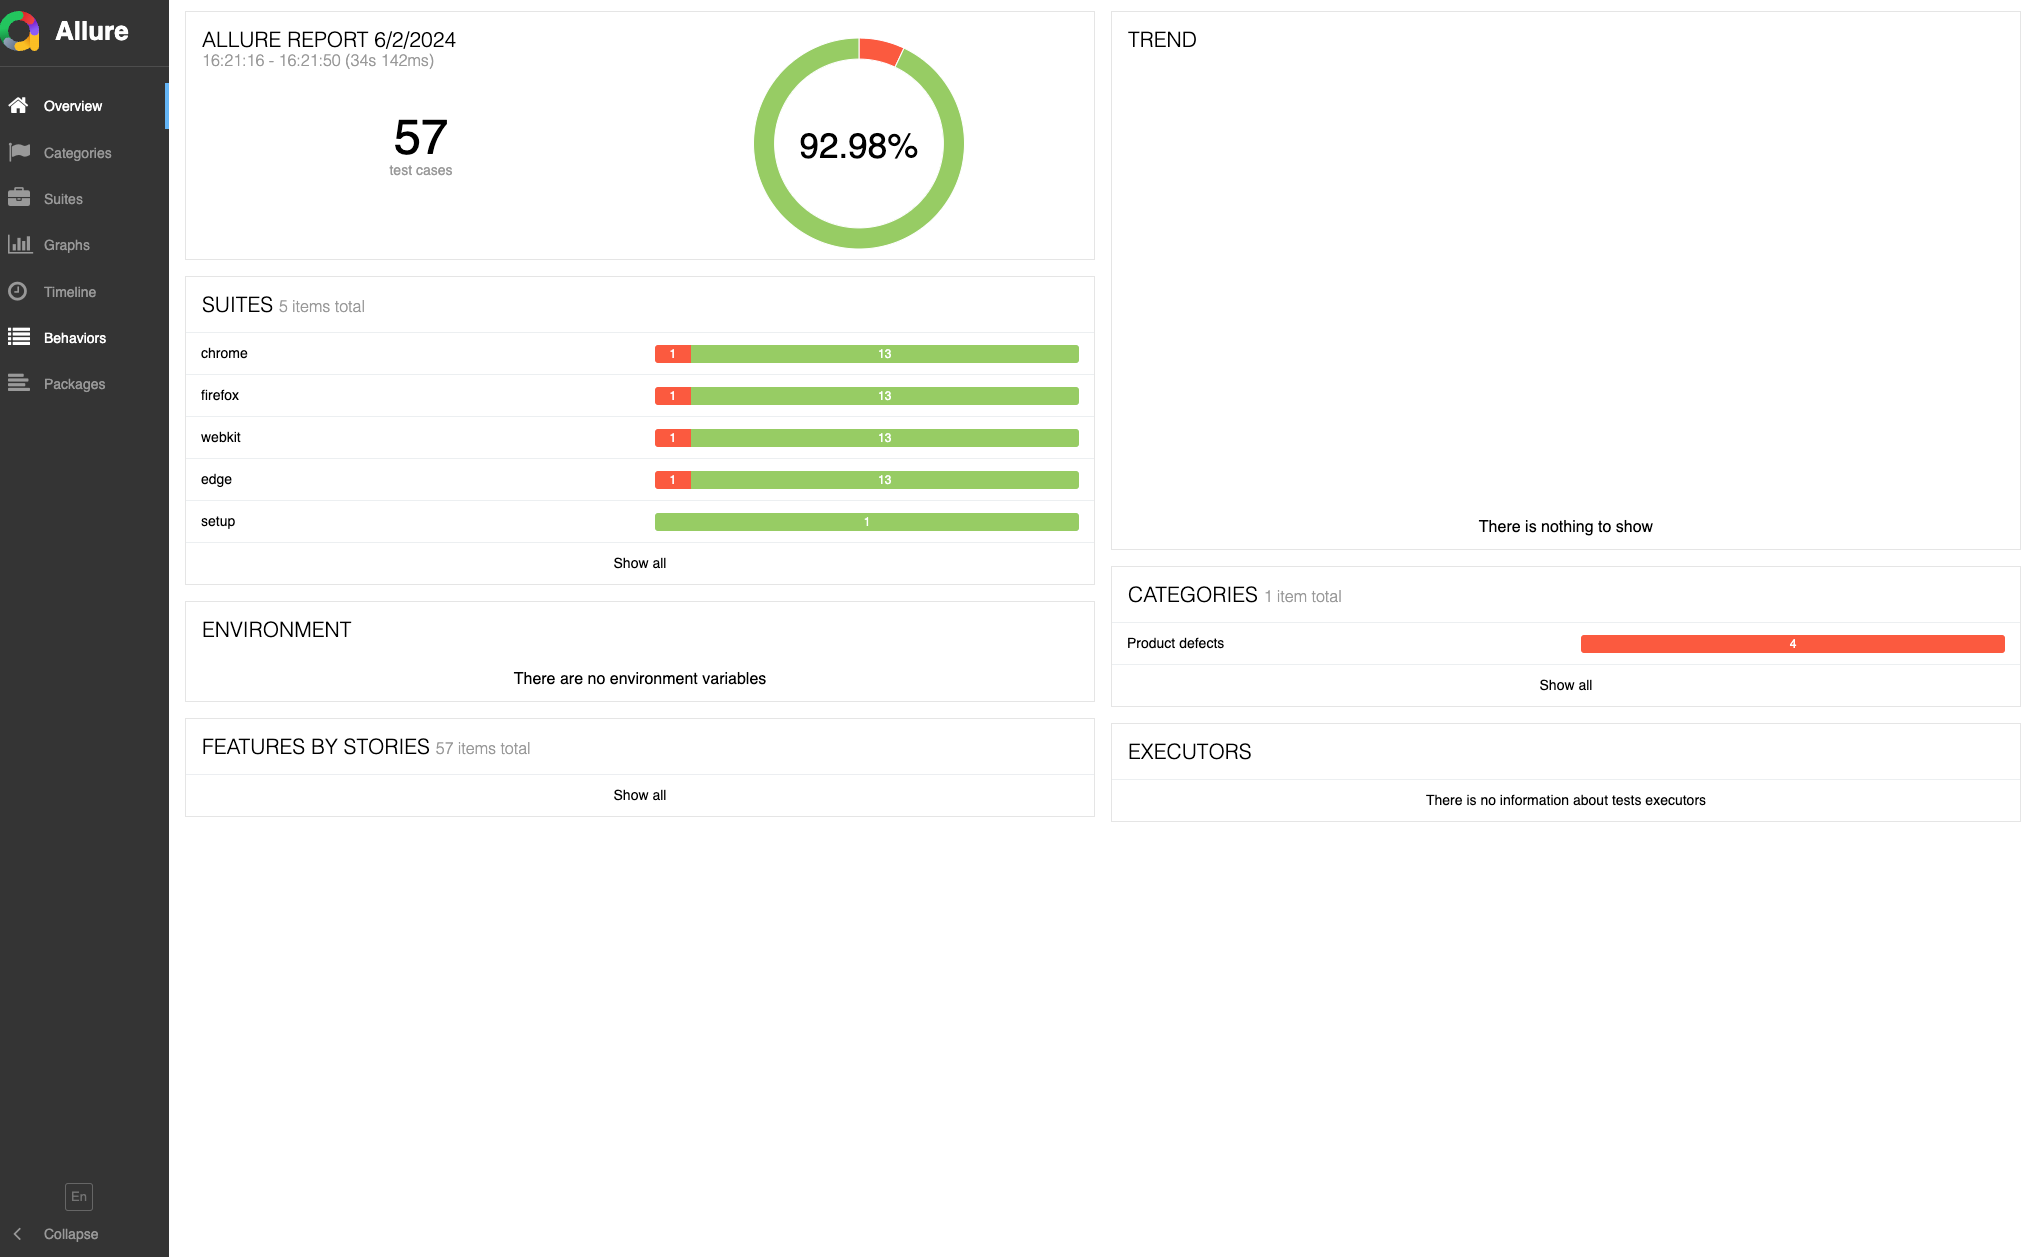 Allure
Overview
Categories
Suites
Graphs
Timeline
Behaviors
Packages
En
Collapse
ALLURE REPORT 6/2/2024
16:21:16 - 16:21:50 (34s 142ms)
57
test cases
92.98%
SUITES 5 items total
chrome 1 13
firefox 1 13
webkit 1 13
edge 1 13
setup 1
Show all
ENVIRONMENT
There are no environment variables
FEATURES BY STORIES 57 items total
Show all
TREND
There is nothing to show
CATEGORIES 1 item total
Product defects 4
Show all
EXECUTORS
There is no information about tests executors